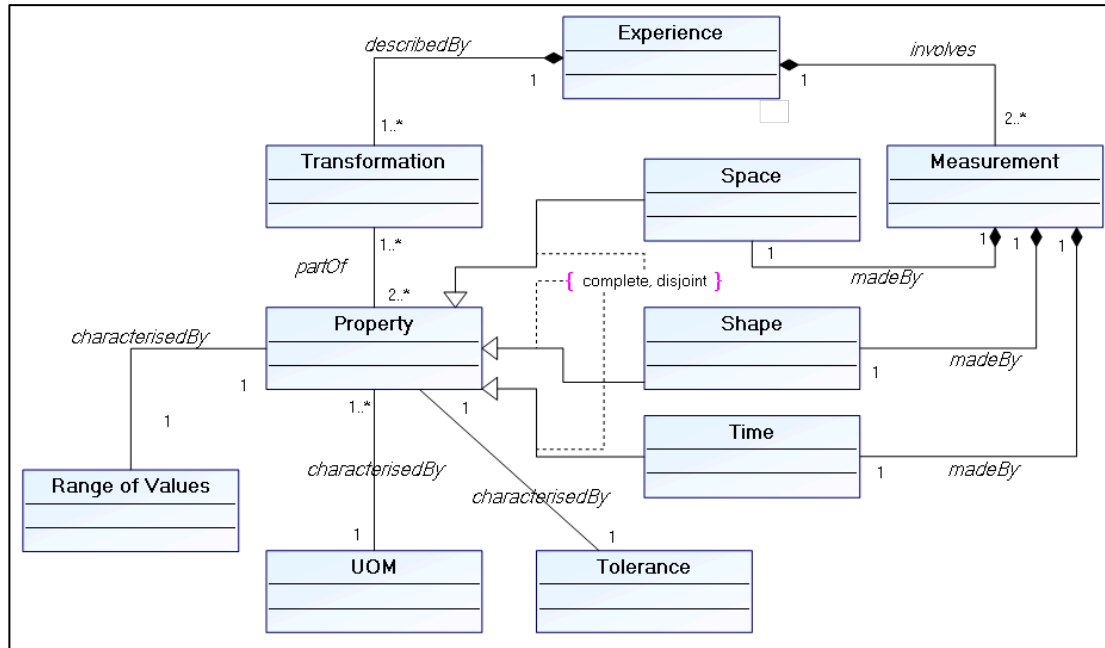 Experience
describedBy
involves
1
1
1..*
2..*
Transformation
Space
Measurement
1..*
1
1
1
1
partOf
madeBy
{ complete, disjoint }
2..*
Property
Shape
characterisedBy
madeBy
1
1
1..*
1
Time
1
characterisedBy
1
madeBy
Range of Values
characterisedBy
1
1
UOM
Tolerance